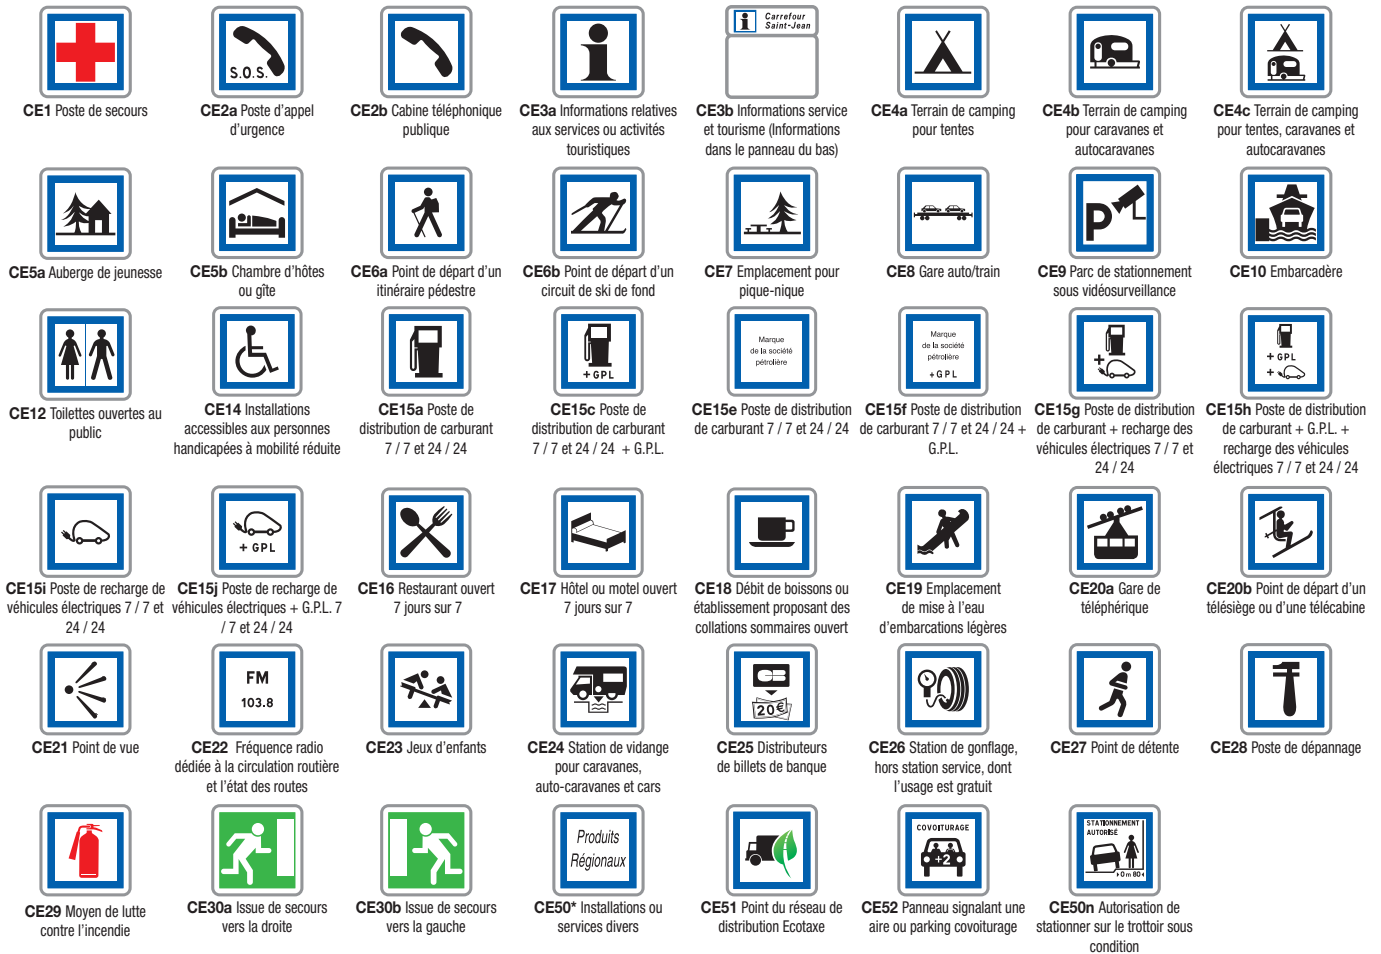 Carrefour
Saint-Jean
S.O.S.
CE1 Poste de secours
CE2a Poste d'appel
d'urgence
CE2b Cabine téléphonique
publique
CE3a Informations relatives
aux services ou activités
touristiques
CE3b Informations service
et tourisme (Informations
dans le panneau du bas)
CE4a Terrain de camping
pour tentes
CE4b Terrain de camping
pour caravanes et
autocaravanes
CE4c Terrain de camping
pour tentes, caravanes et
autocaravanes
P
CE5a Auberge de jeunesse
CE5b Chambre d'hôtes
ou gîte
CE6a Point de départ d'un
itinéraire pédestre
CE6b Point de départ d'un
circuit de ski de fond
CE7 Emplacement pour
pique-nique
CE8 Gare auto/train
CE9 Parc de stationnement
sous vidéosurveillance
CE10 Embarcadère
+ GPL
Marque
de la société
pétrolière
Marque
de la société
pétrolière
+ G P L
+
+ GPL
+
CE12 Toilettes ouvertes au
public
CE14 Installations
accessibles aux personnes
handicapées à mobilité réduite
CE15a Poste de
distribution de carburant
7 / 7 et 24 / 24
CE15c Poste de
distribution de carburant
7 / 7 et 24 / 24 + G.P.L.
CE15e Poste de distribution
de carburant 7 / 7 et 24 / 24
CE15f Poste de distribution
de carburant 7 / 7 et 24 / 24 +
G.P.L.
CE15g Poste de distribution
de carburant + recharge des
véhicules électriques 7 / 7 et
24 / 24
CE15h Poste de distribution
de carburant + G.P.L. +
recharge des véhicules
électriques 7 / 7 et 24 / 24
+ GPL
CE15i Poste de recharge de
véhicules électriques 7 / 7 et
24 / 24
CE15j Poste de recharge de
véhicules électriques + G.P.L. 7
/ 7 et 24 / 24
CE16 Restaurant ouvert
7 jours sur 7
CE17 Hôtel ou motel ouvert
7 jours sur 7
CE18 Débit de boissons ou
établissement proposant des
collations sommaires ouvert
CE19 Emplacement
de mise à l'eau
d'embarcations légères
CE20a Gare de
téléphérique
CE20b Point de départ d'un
télésiège ou d'une télécabine
FM
103.8
CB
20€
CE21 Point de vue
CE22 Fréquence radio
dédiée à la circulation routière
et l'état des routes
CE23 Jeux d'enfants
CE24 Station de vidange
pour caravanes,
auto-caravanes et cars
CE25 Distributeurs
de billets de banque
CE26 Station de gonflage,
hors station service, dont
l'usage est gratuit
CE27 Point de détente
CE28 Poste de dépannage
Produits
Régionaux
COVOITURAGE
+2
STATIONNEMENT
AUTORISÉ
0 m 80
CE29 Moyen de lutte
contre l'incendie
CE30a Issue de secours
vers la droite
CE30b Issue de secours
vers la gauche
CE50* Installations ou
services divers
CE51 Point du réseau de
distribution Ecotaxe
CE52 Panneau signalant une
aire ou parking covoiturage
CE50n Autorisation de
stationner sur le trottoir sous
condition